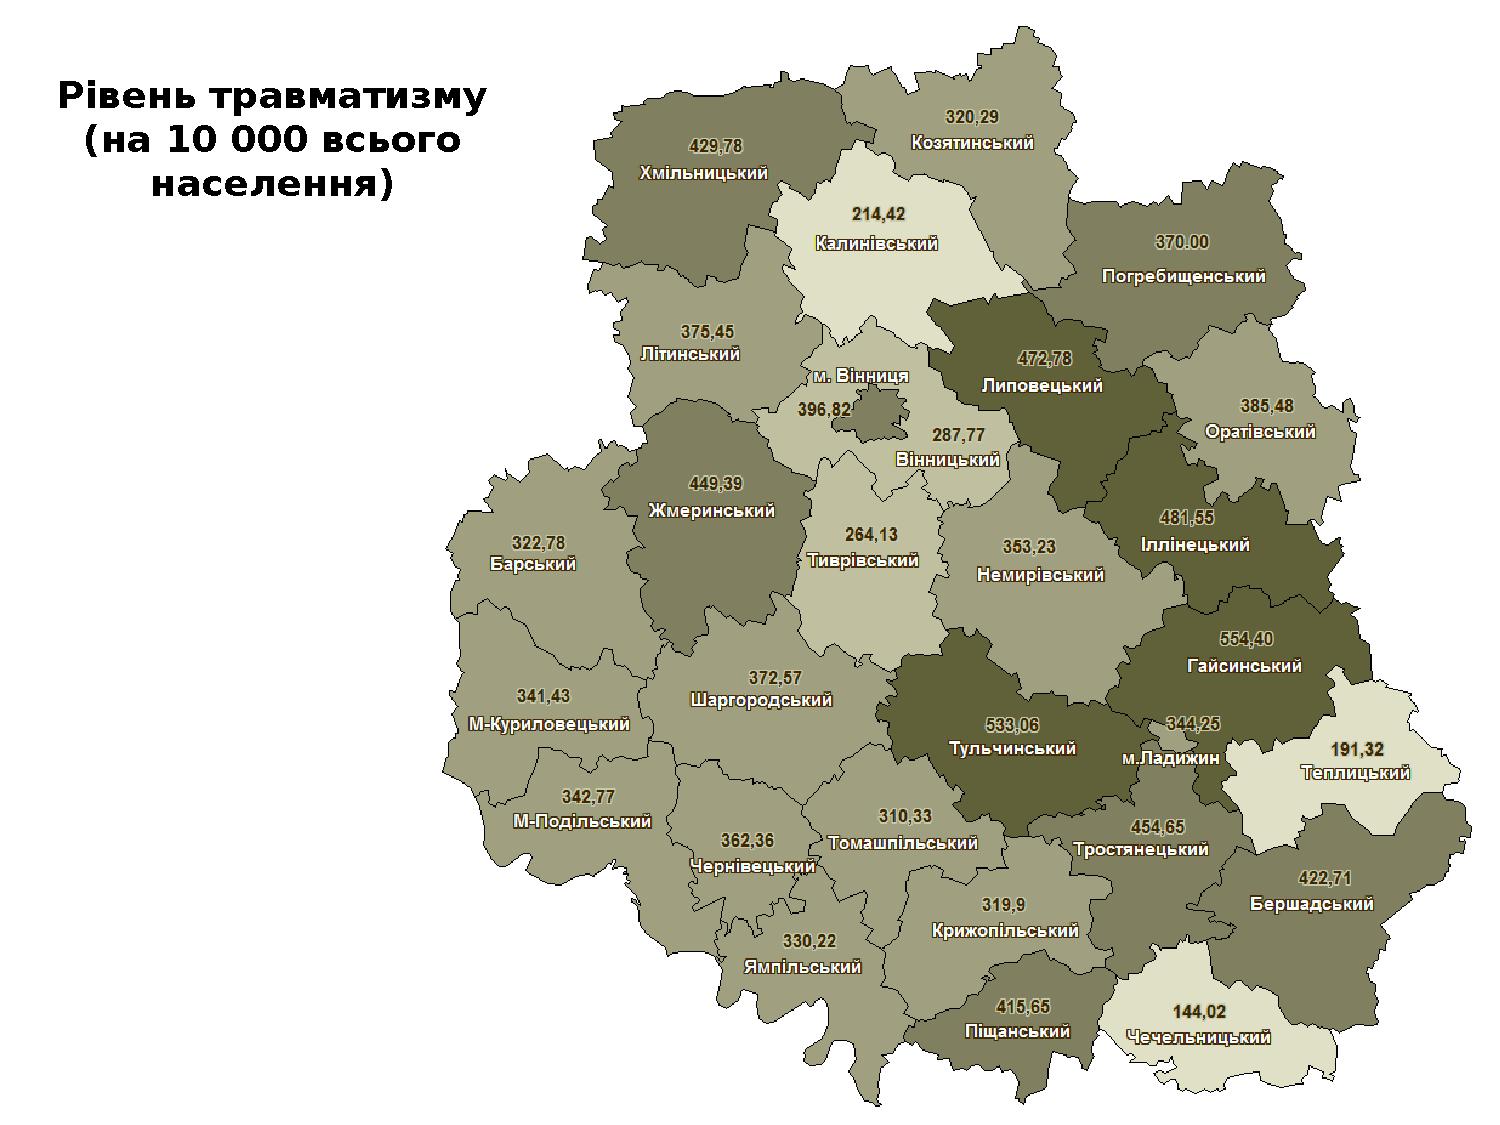 Рівень травматизму
(на 10 000 всього
населення)
320,29
Козятинський
429,78
Хмільницький
214,42
Калинівський
370.00
Погребищенський
375,45
Літинський
472,78
Липовецький
м. Вінниця
396,82
385,48
Оратівський
287,77
Вінницький
449,39
Жмеринський
481,55
Іллінецький
322,78
Барський
264,13
Тиврівський
353,23
Немирівський
554,40
Гайсинський
372,57
Шаргородський
341,43
М-Куриловецький
533,06
Тульчинський
344,25
м.Ладижин
191,32
Теплицький
342,77
М-Подільський
310,33
Томашпільський
454,65
Тростянецький
362,36
Чернівецький
422,71
Бершадський
319,9
Крижопільський
330,22
Ямпільський
415,65
Піщанський
144,02
Чечельницький